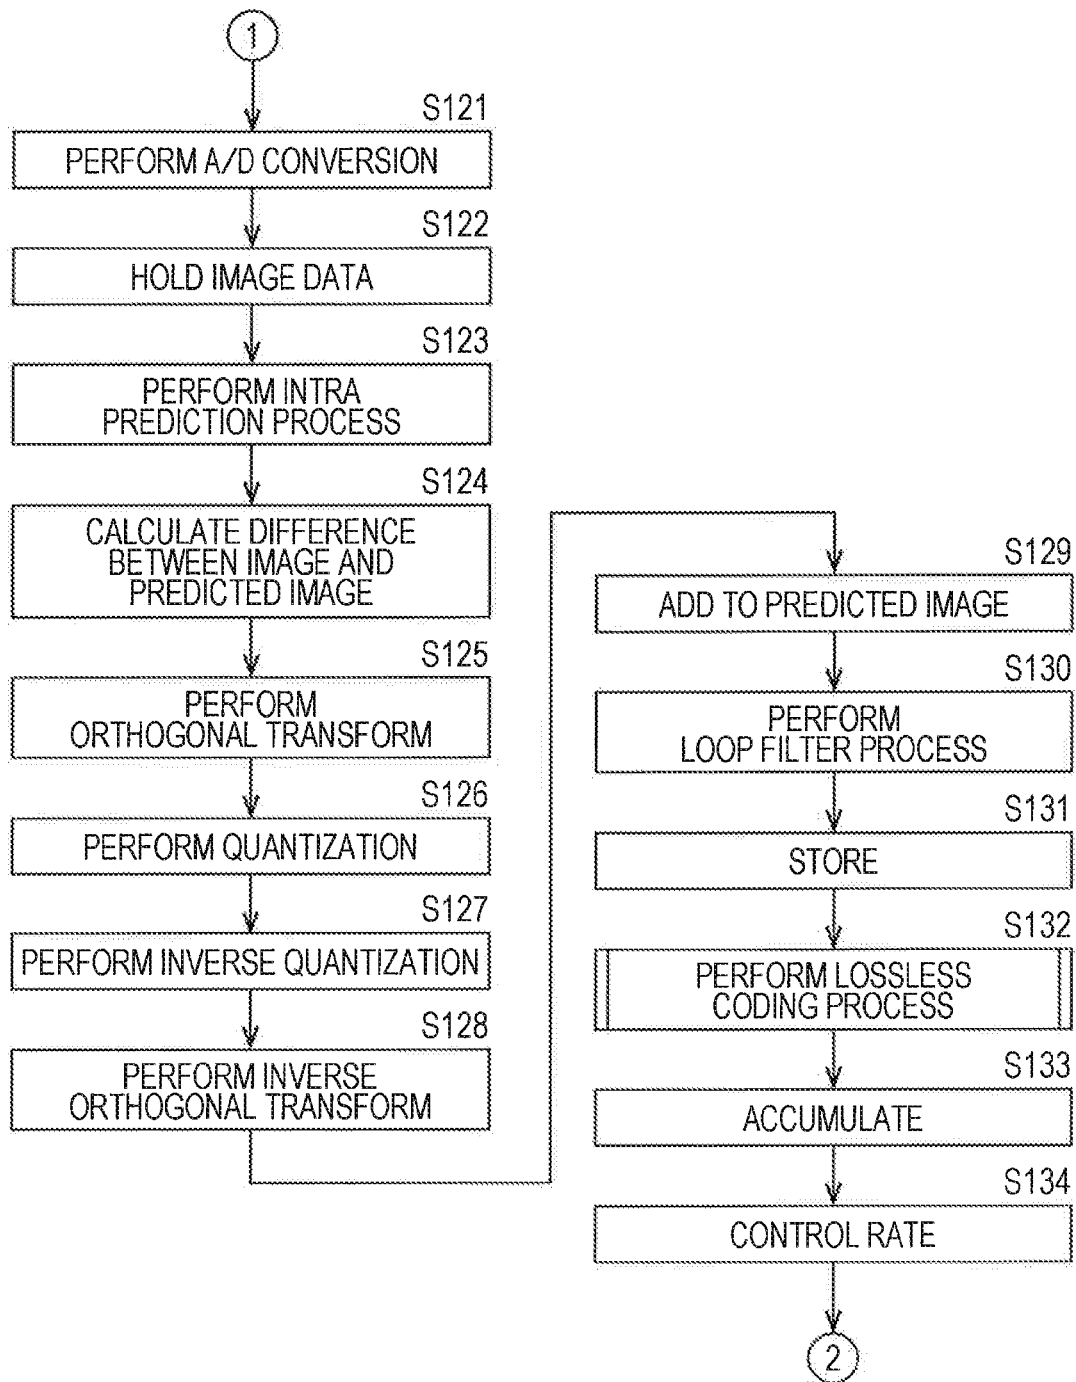 1
S121
PERFORM A/D CONVERSION
S122
HOLD IMAGE DATA
S123
PERFORM INTRA
PREDICTION PROCESS
S124
CALCULATE DIFFERENCE
BETWEEN IMAGE AND
PREDICTED IMAGE
S125
PERFORM
ORTHOGONAL TRANSFORM
S126
PERFORM QUANTIZATION
S127
PERFORM INVERSE QUANTIZATION
S128
PERFORM INVERSE
ORTHOGONAL TRANSFORM
S129
ADD TO PREDICTED IMAGE
S130
PERFORM
LOOP FILTER PROCESS
S131
STORE
S132
PERFORM LOSSLESS
CODING PROCESS
S133
ACCUMULATE
S134
CONTROL RATE
2